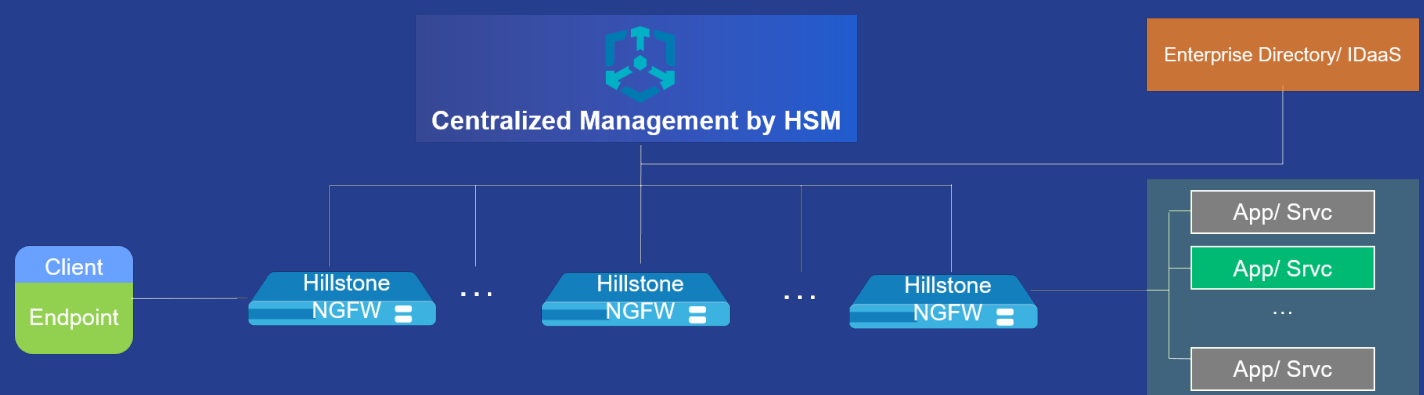 Centralized Management by HSM
Enterprise Directory/ IDaaS
Client
Endpoint
Hillstone
NGFW
...
Hillstone
NGFW
...
Hillstone
NGFW
App/ Srvc
App/ Srvc
...
App/ Srvc